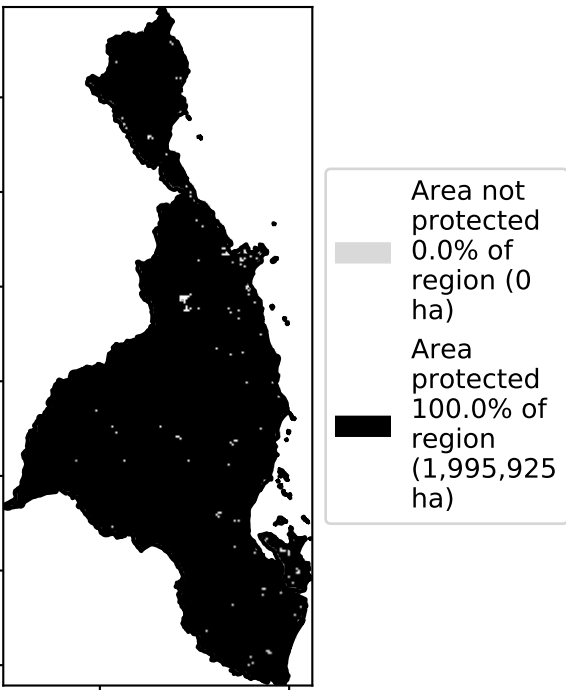 Area not
protected
0.0% of
region (0
ha)
Area
protected
100.0% of
region
(1,995,925
ha)